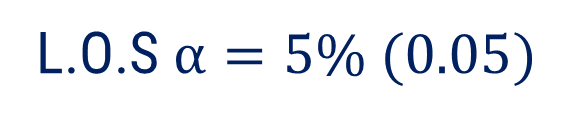 L.O.S α = 5% (0.05)